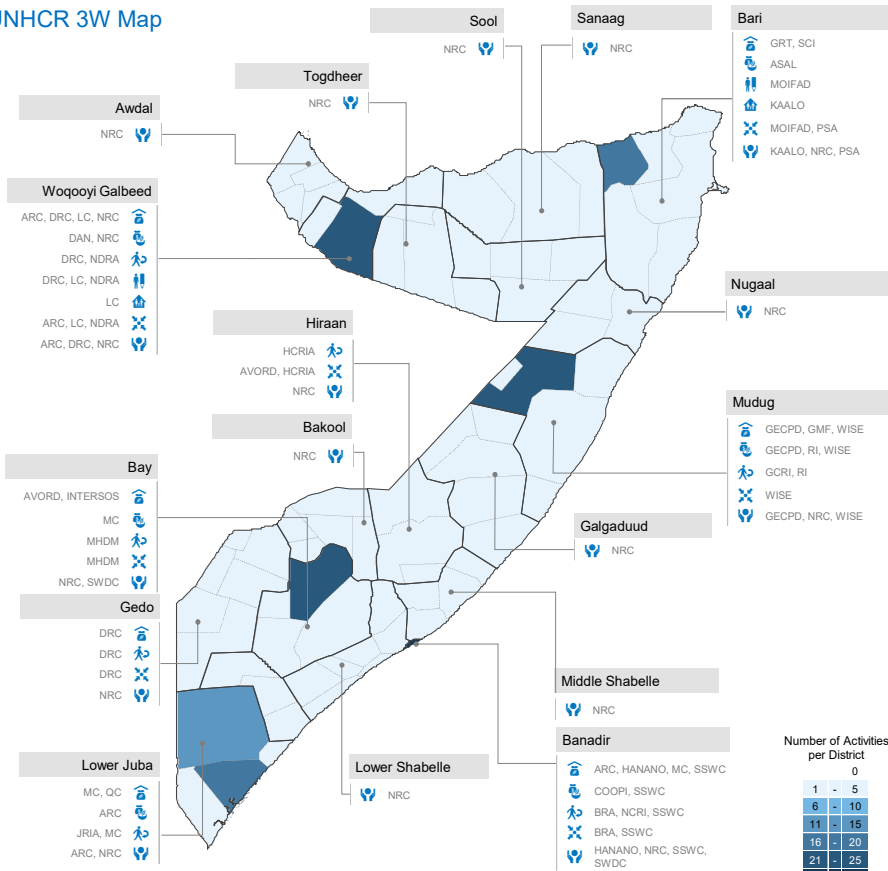 UNHCR 3W Map
Sool
NRC
Sanaag
NRC
Bari
GRT, SCI
ASAL
MOIFAD
KAALO
MOIFAD, PSA
KAALO, NRC, PSA
Togdheer
NRC
Awdal
NRC
Woqooyi Galbeed
ARC, DRC, LC, NRC
DAN, NRC
DRC, NDRA
DRC, LC, NDRA
LC
ARC, LC, NDRA
ARC, DRC, NRC
Nugaal
NRC
Hiraan
HCRIA
AVORD, HCRIA
NRC
Mudug
GECPD, GMF, WISE
GECPD, RI, WISE
GCRI, RI
WISE
GECPD, NRC, WISE
Bakool
NRC
Bay
AVORD, INTERSOS
MC
MHDM
MHDM
NRC, SWDC
Galgaduud
NRC
Gedo
DRC
DRC
DRC
NRC
Middle Shabelle
NRC
Lower Juba
MC, QC
ARC
JRIA, MC
ARC, NRC
Lower Shabelle
NRC
Banadir
ARC, HANANO, MC, SSWC
COOPI, SSWC
BRA, NCRI, SSWC
BRA, SSWC
HANANO, NRC, SSWC,
SWDC
Number of Activities
per District
0
1 - 5
6 - 10
11 - 15
16 - 20
21 - 25